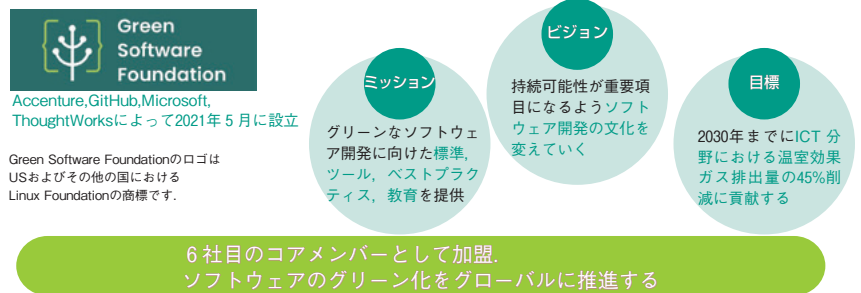 Green
Software
Foundation
Accenture,GitHub,Microsoft,
ThoughtWorksによって2021年5月に設立
Green Software Foundationのロゴは
USおよびその他の国における
Linux Foundationの商標です.
ミッション
グリーンなソフトウェ
ア開発に向けた標準,
ツール，ベストプラク
ティス，教育を提供
ビジョン
持続可能性が重要項
目になるようソフト
ウェア開発の文化を
変えていく
目標
2030年までにICT 分
野における温室効果
ガス排出量の45%削
減に貢献する
6社目のコアメンバーとして加盟.
ソフトウェアのグリーン化をグローバルに推進する